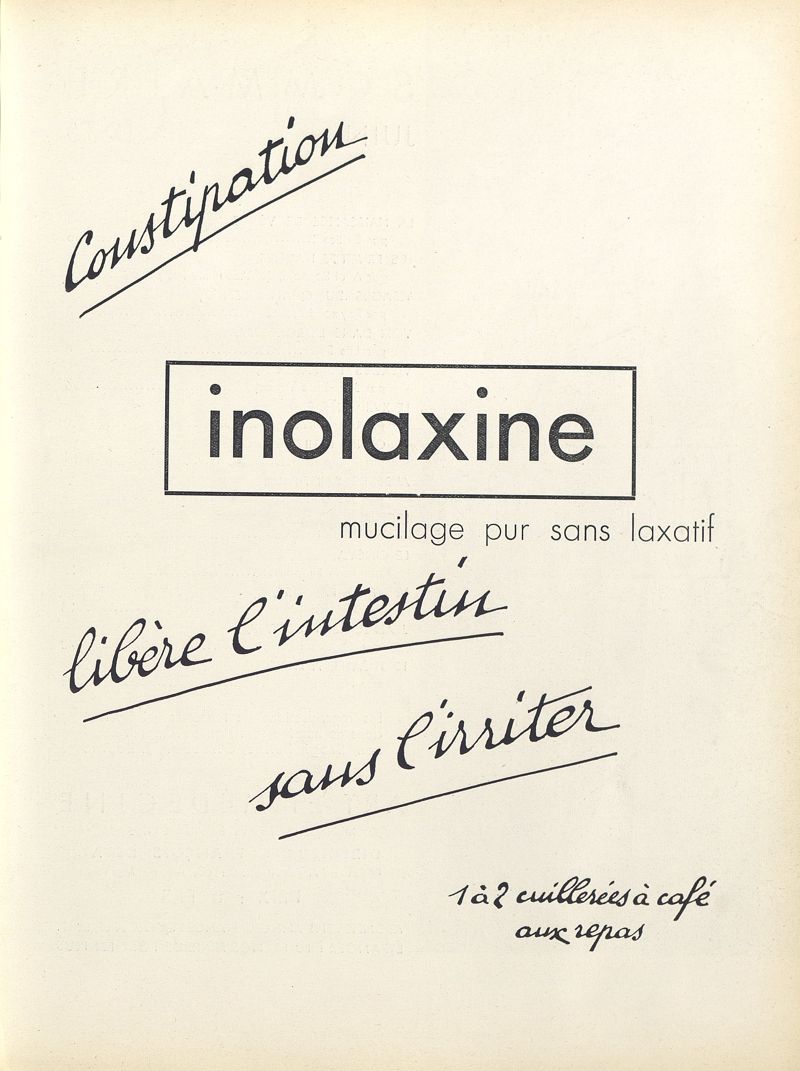 Constipation
inolaxine
mucilage pur sans laxatif
libère l'intestin
sans l'irriter
1 à 2 cuillerées à café
aux repas